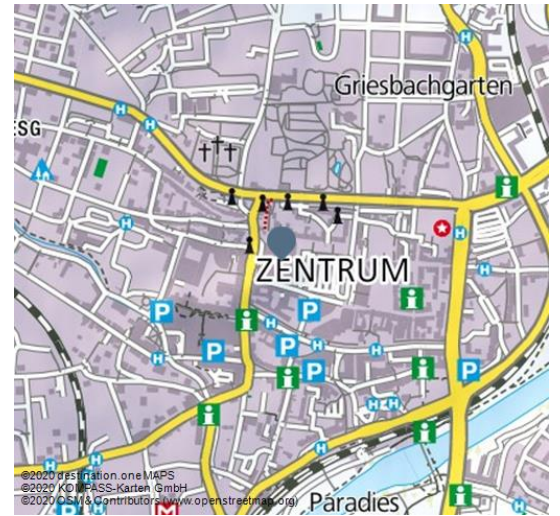 Griesbachgarten
ESG
H
H
H
i
H
H
ZENTRUM
i
P
P
i
H
H
P
P
H
i
P
i
P
i
H
H
i
i
©2020 destination.one MAPS
©2020 KOMPASS-Karten GmbH
©2020 OSM & Contributors (www.openstreetmap.org)
Paradies
P
M
P